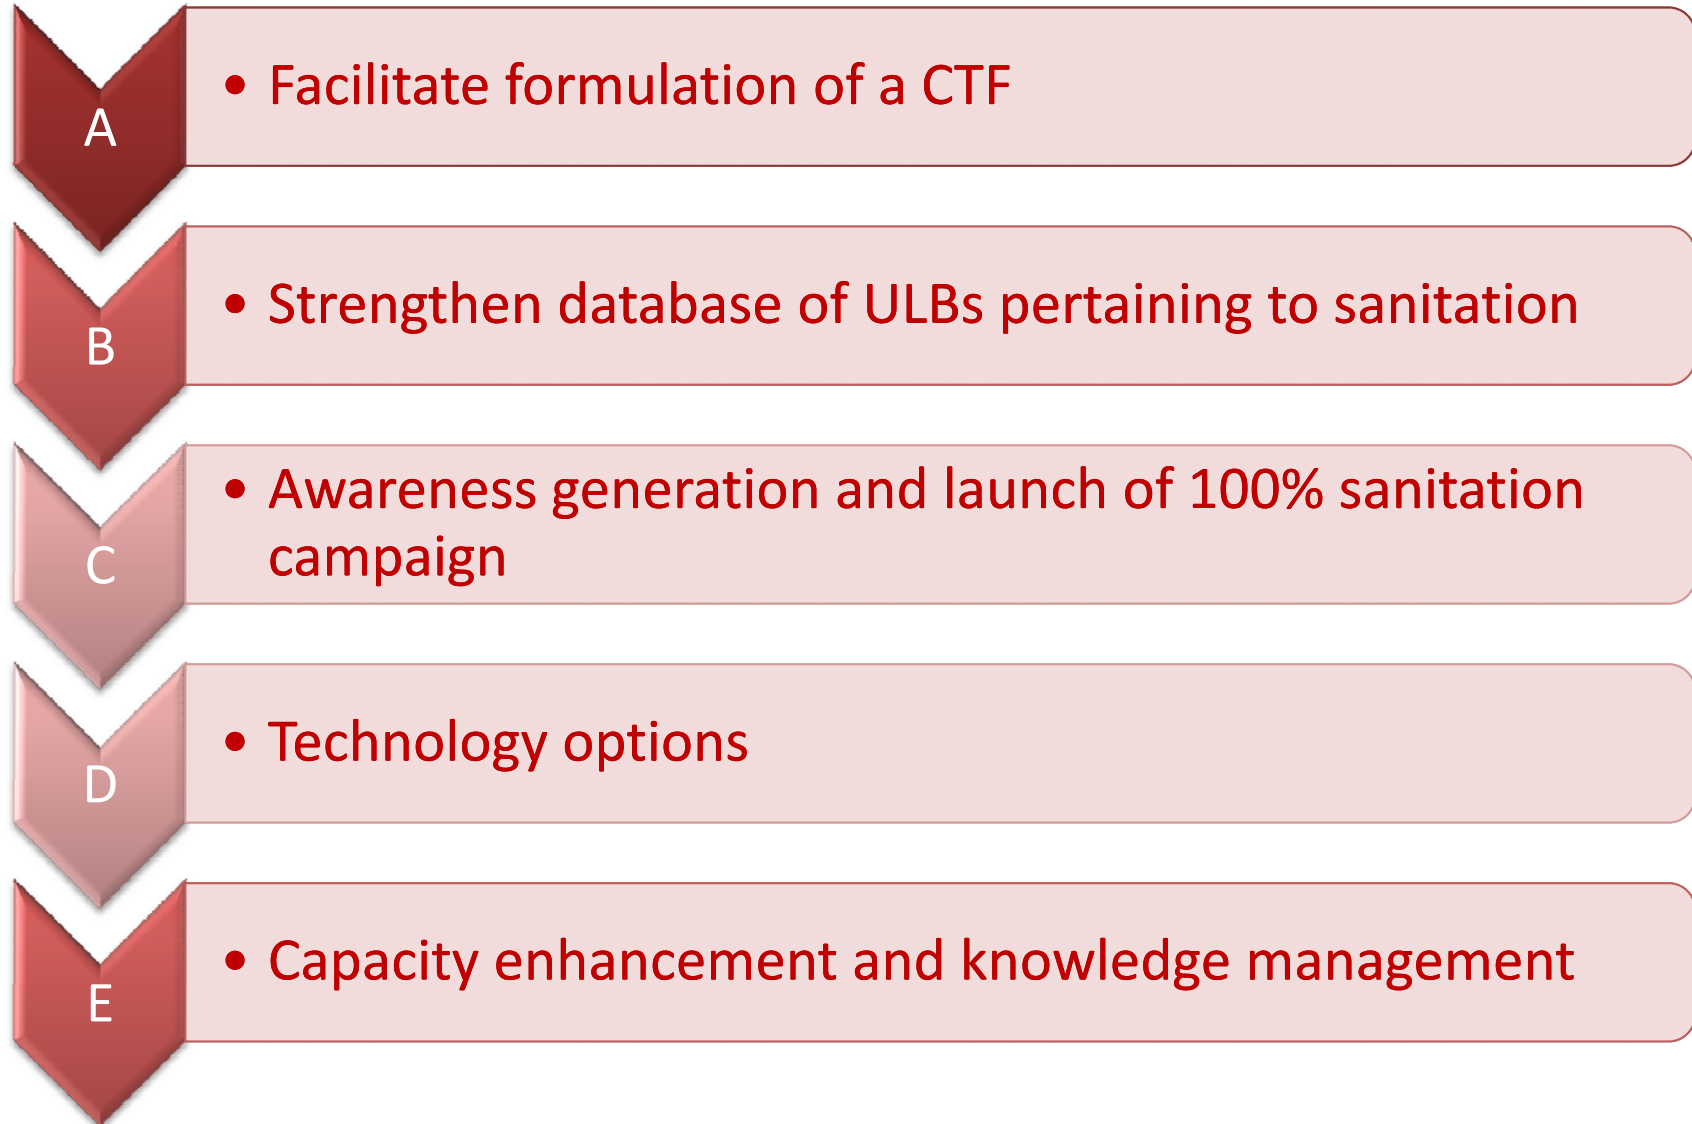 A
• Facilitate formulation of a CTF
B
• Strengthen database of ULBs pertaining to sanitation
C
• Awareness generation and launch of 100% sanitation
campaign
D
• Technology options
E
• Capacity enhancement and knowledge management